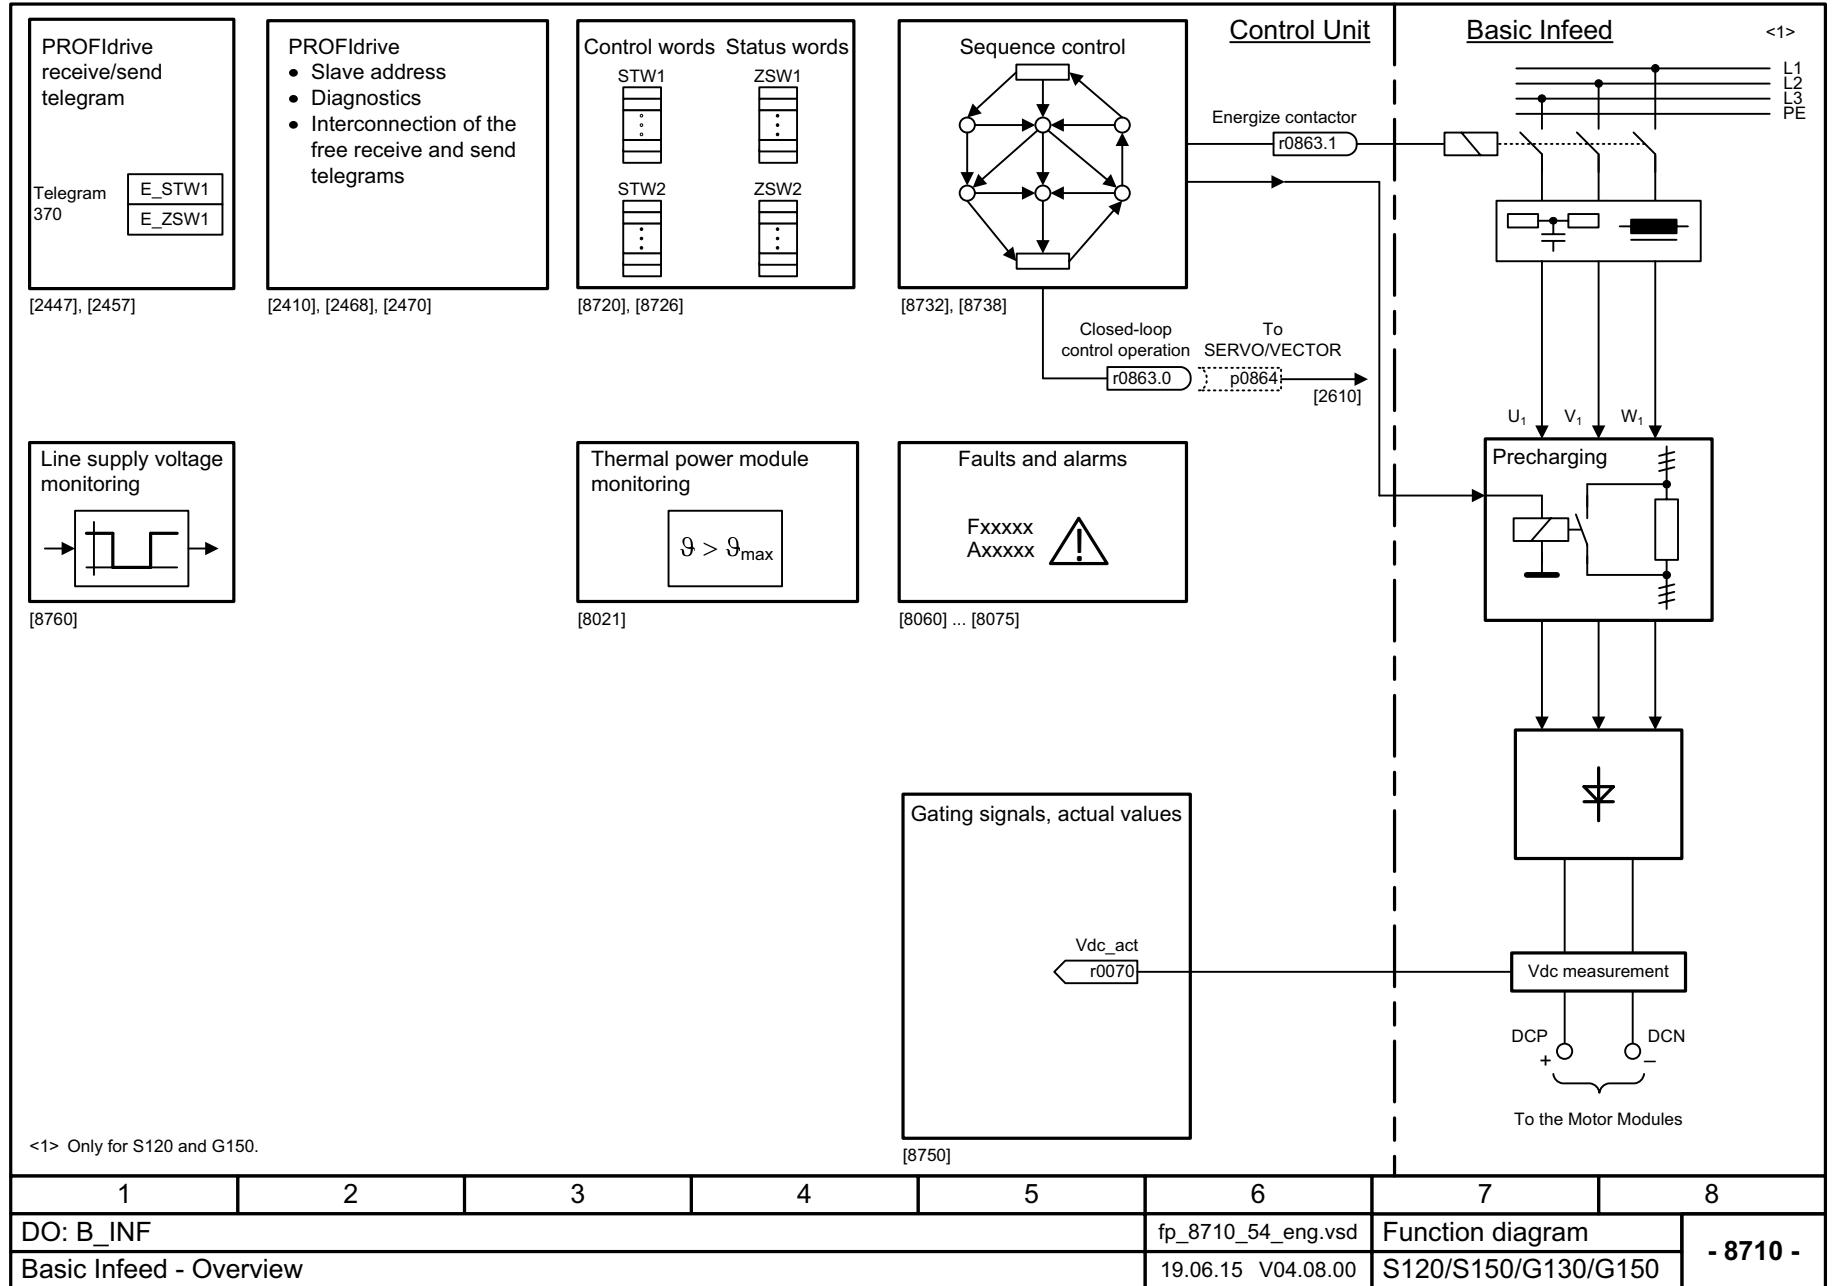 PROFIdrive
receive/send
telegram
Telegram
370
E_STW1
E_ZSW1
[2447], [2457]
PROFIdrive
• Slave address
• Diagnostics
• Interconnection of the
free receive and send
telegrams
[2410], [2468], [2470]
Control words Status words
STW1 ZSW1
STW2 ZSW2
[8720], [8726]
Sequence control
[8732], [8738]
Control Unit
Basic Infeed
<1>
L1
L2
L3
PE
Energize contactor
r0863.1
Closed-loop
control operation
r0863.0
To
SERVO/VECTOR
p0864
[2610]
U1 V1 W1
Line supply voltage
monitoring
[8760]
Thermal power module
monitoring
ϑ > ϑmax
[8021]
Faults and alarms
Fxxxxx
Axxxxx
!
[8060] ... [8075]
Precharging
Gating signals, actual values
Vdc_act
r0070
[8750]
Vdc measurement
DCP DCN
+ –
To the Motor Modules
<1> Only for S120 and G150.
1 2 3 4 5 6 7 8
DO: B_INF
fp_8710_54_eng.vsd
Function diagram
- 8710 -
Basic Infeed - Overview
19.06.15 V04.08.00
S120/S150/G130/G150